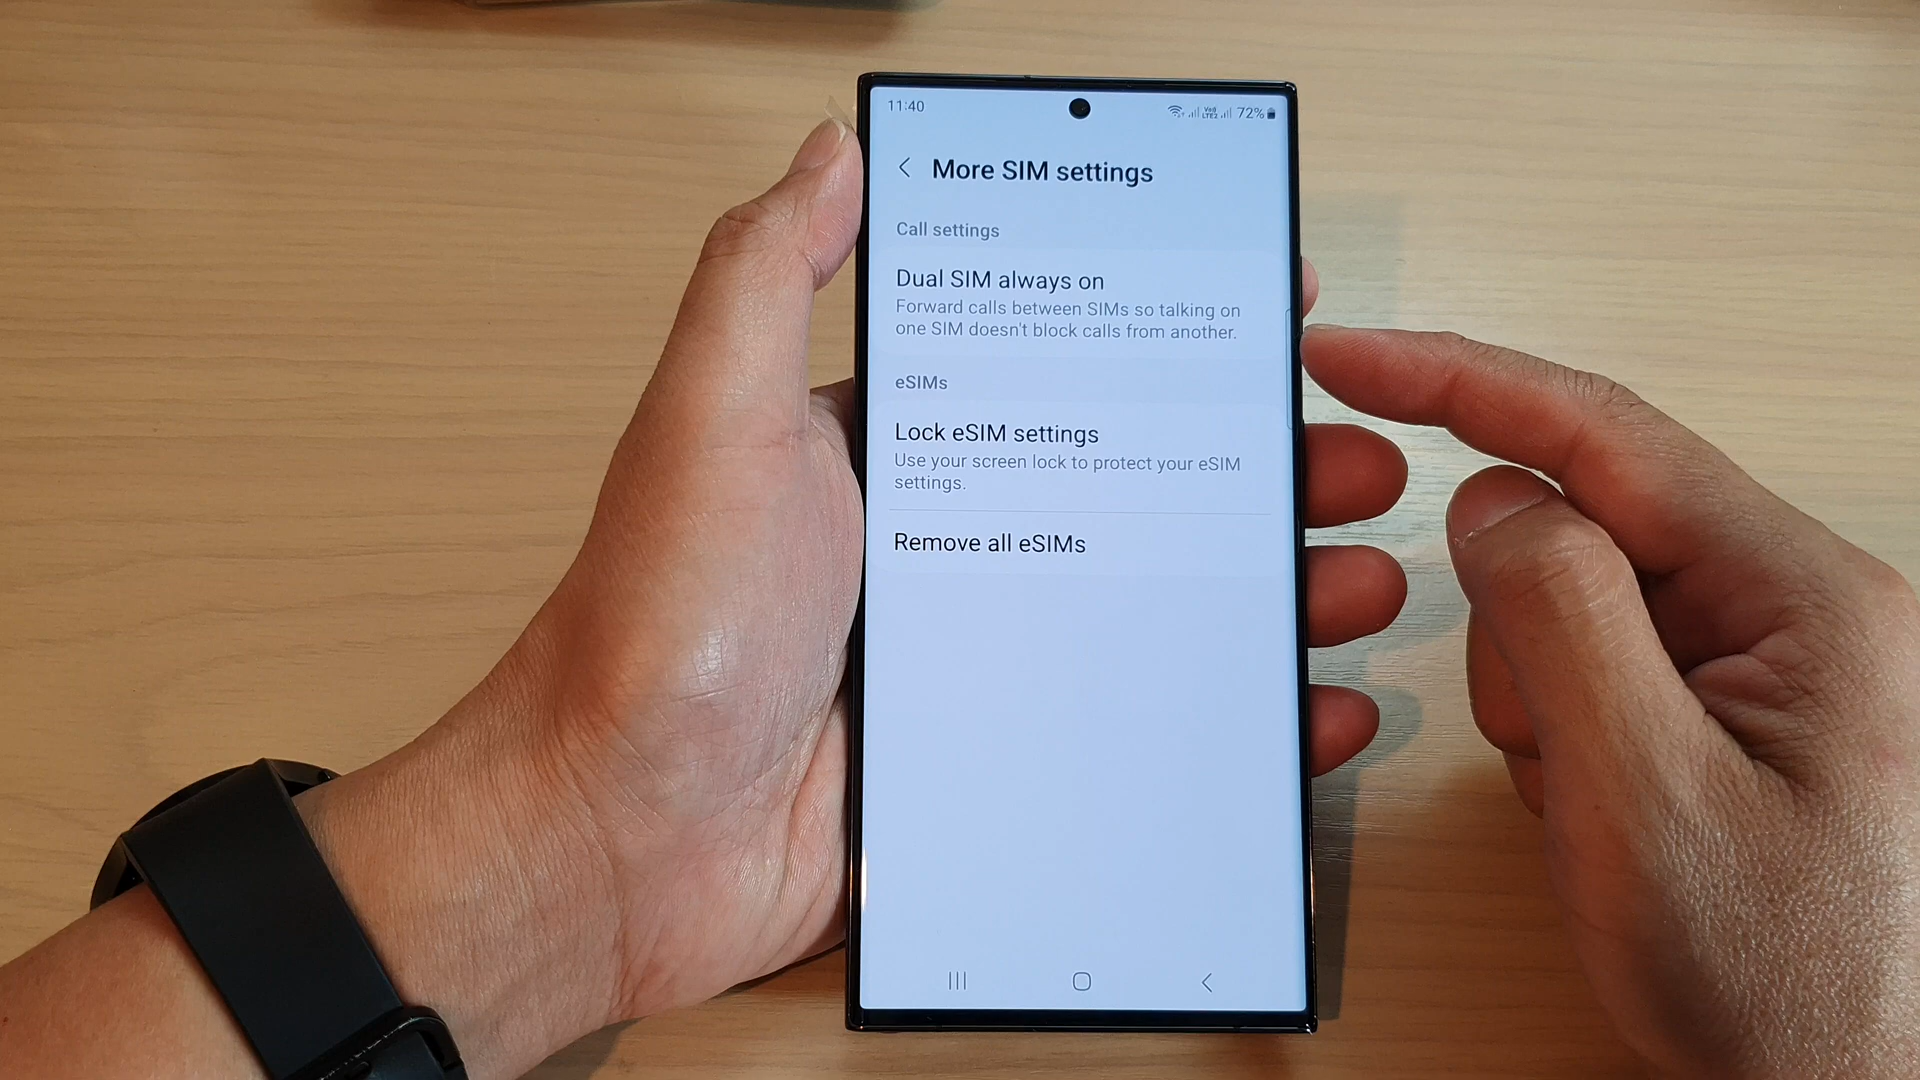 11:40
Vo)) LTE2 72%
More SIM settings
Call settings
Dual SIM always on
Forward calls between SIMs so talking on
one SIM doesn't block calls from another.
eSIMs
Lock eSIM settings
Use your screen lock to protect your eSIM
settings.
Remove all eSIMs